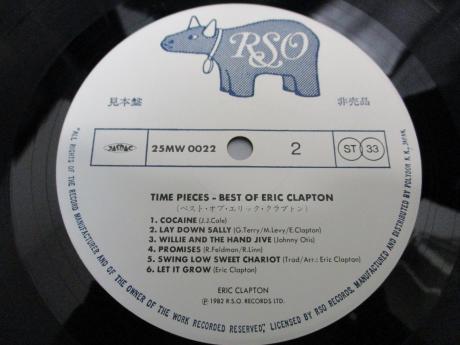 RSO
見本盤
非売品
JASRAC
25MW 0022
2
ST 33
TIME PIECES - BEST OF ERIC CLAPTON
(ベスト・オブ・エリック・クラプトン)
1. COCAINE (J.J.Cale)
2. LAY DOWN SALLY (G.Terry/M.Levy/E.Clapton)
3. WILLIE AND THE HAND JIVE (Johnny Otis)
4. PROMISES (R.Feldman/R.Linn)
5. SWING LOW SWEET CHARIOT (Trad/Arr.: Eric Clapton)
6. LET IT GROW (Eric Clapton)
ERIC CLAPTON
Ⓟ 1982 R.S.O. RECORDS LTD.
"ALL RIGHTS OF THE RECORD MANUFACTURER AND OF THE OWNER OF THE WORK RECORDED RESERVED", LICENSED BY RSO RECORDS, MANUFACTURED AND DISTRIBUTED BY POLYDOR K.K., JAPAN